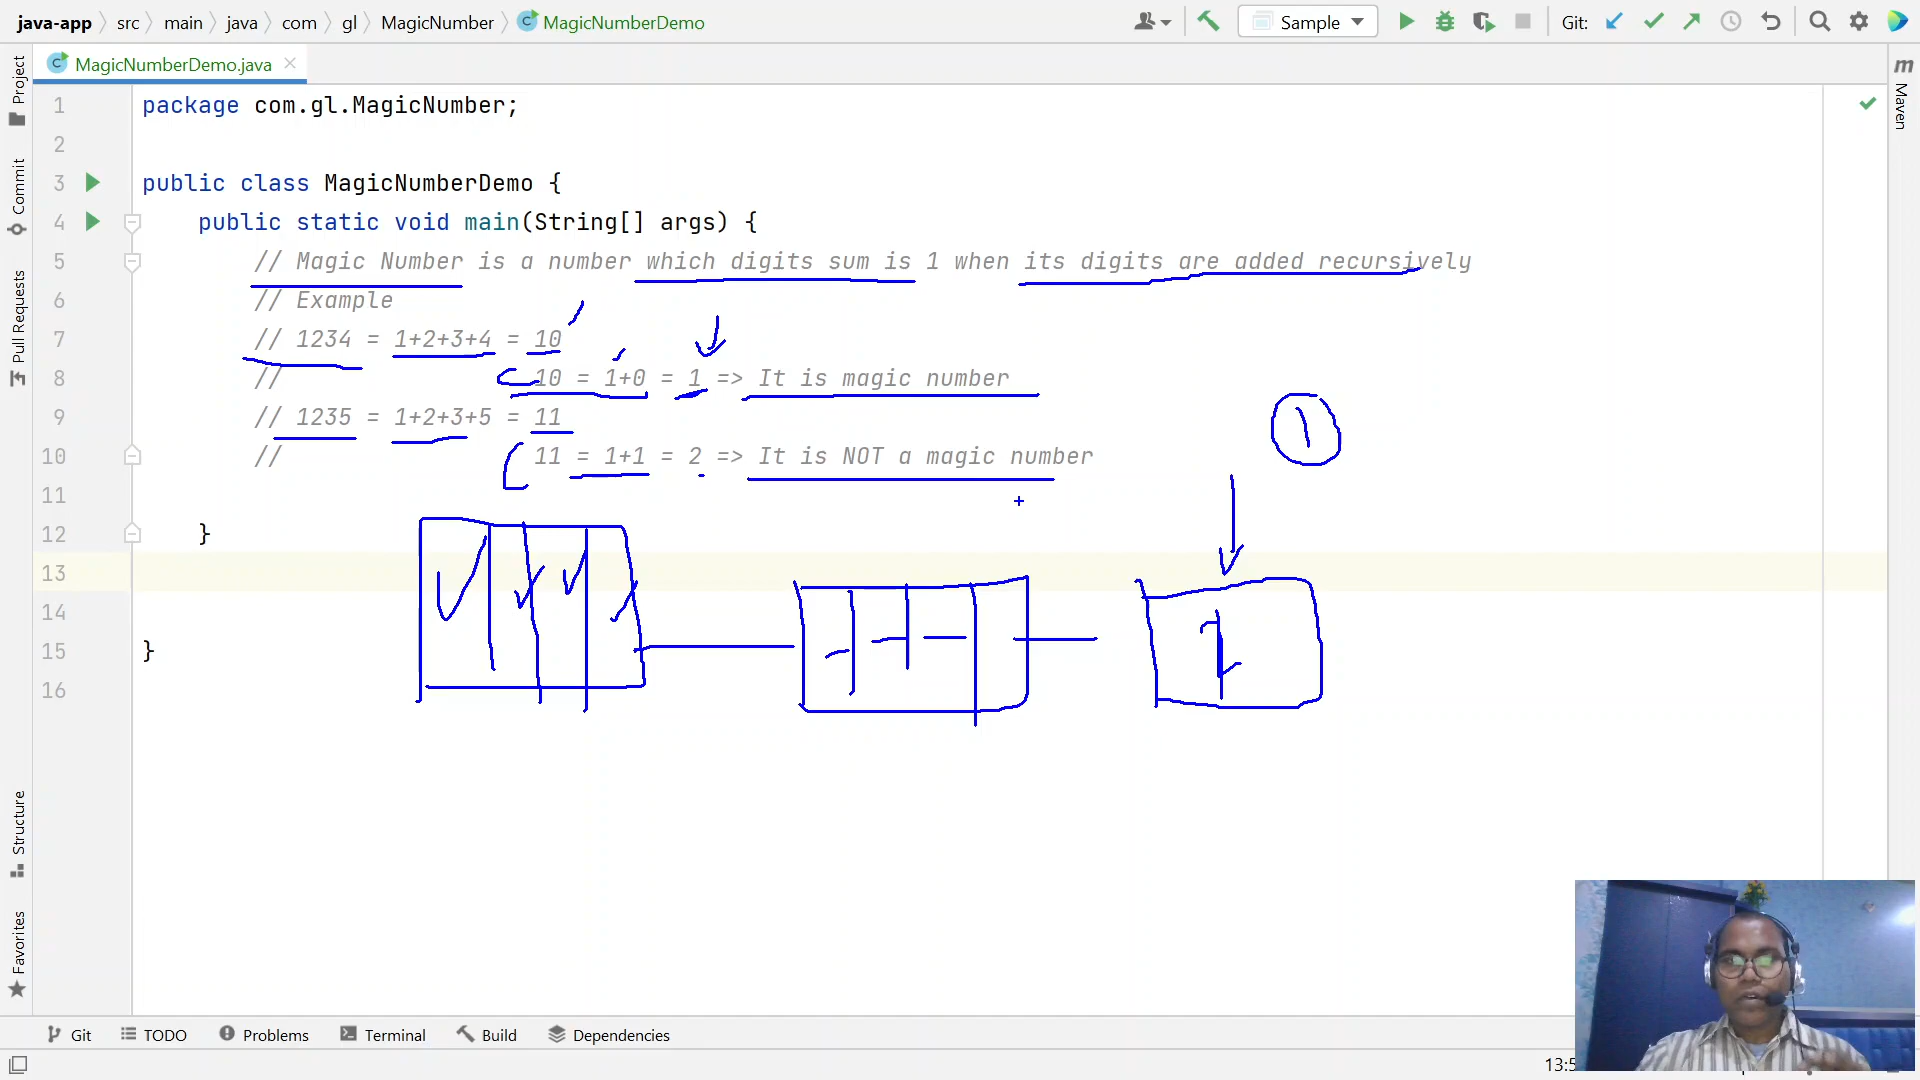 java-app src main java com gl MagicNumber MagicNumberDemo Sample Git:
MagicNumberDemo.java
1 package com.gl.MagicNumber;
2
3 public class MagicNumberDemo {
4 public static void main(String[] args) {
5 // Magic Number is a number which digits sum is 1 when its digits are added recursively
6 // Example
7 // 1234 = 1+2+3+4 = 10
8 // 10 = 1+0 = 1 => It is magic number
9 // 1235 = 1+2+3+5 = 11
10 // 11 = 1+1 = 2 => It is NOT a magic number
11
12 }
13
14
15 }
16
1
1
Project
Commit
Pull Requests
Structure
Favorites
m Maven
Git TODO Problems Terminal Build Dependencies